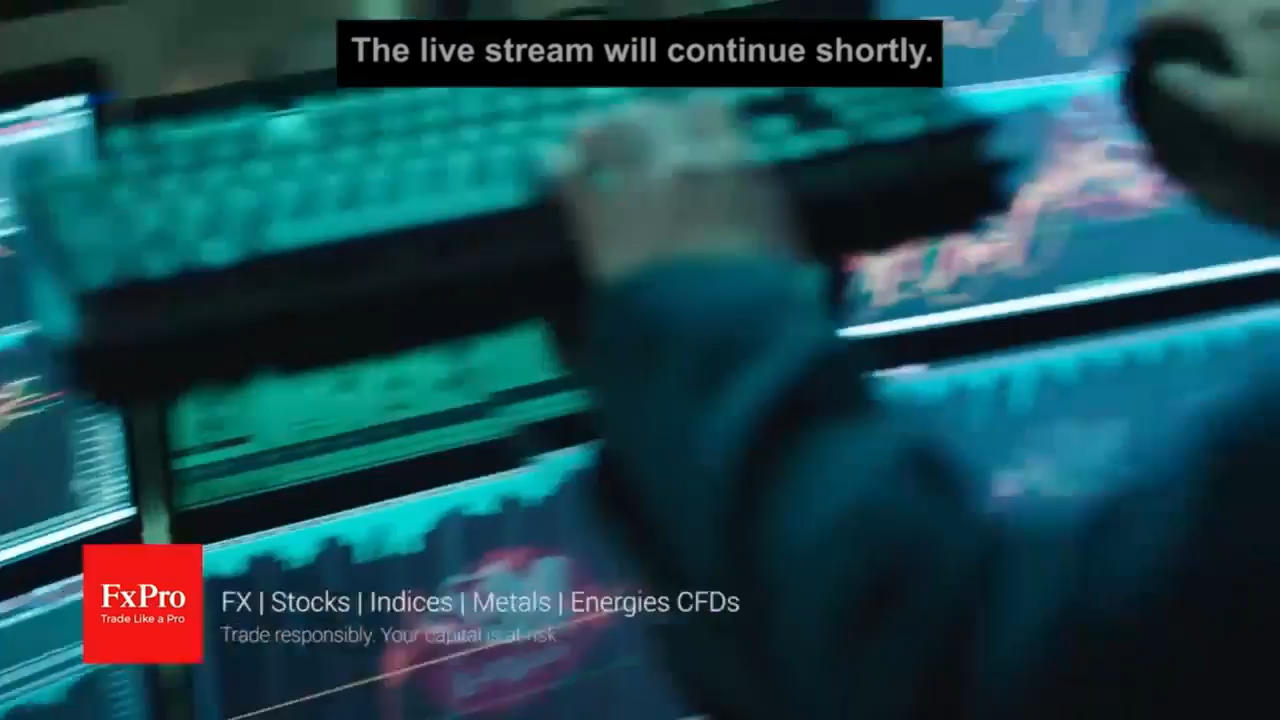 The live stream will continue shortly.
FxPro
Trade Like a Pro
FX | Stocks | Indices | Metals | Energies CFDs
Trade responsibly. Your capital is at risk